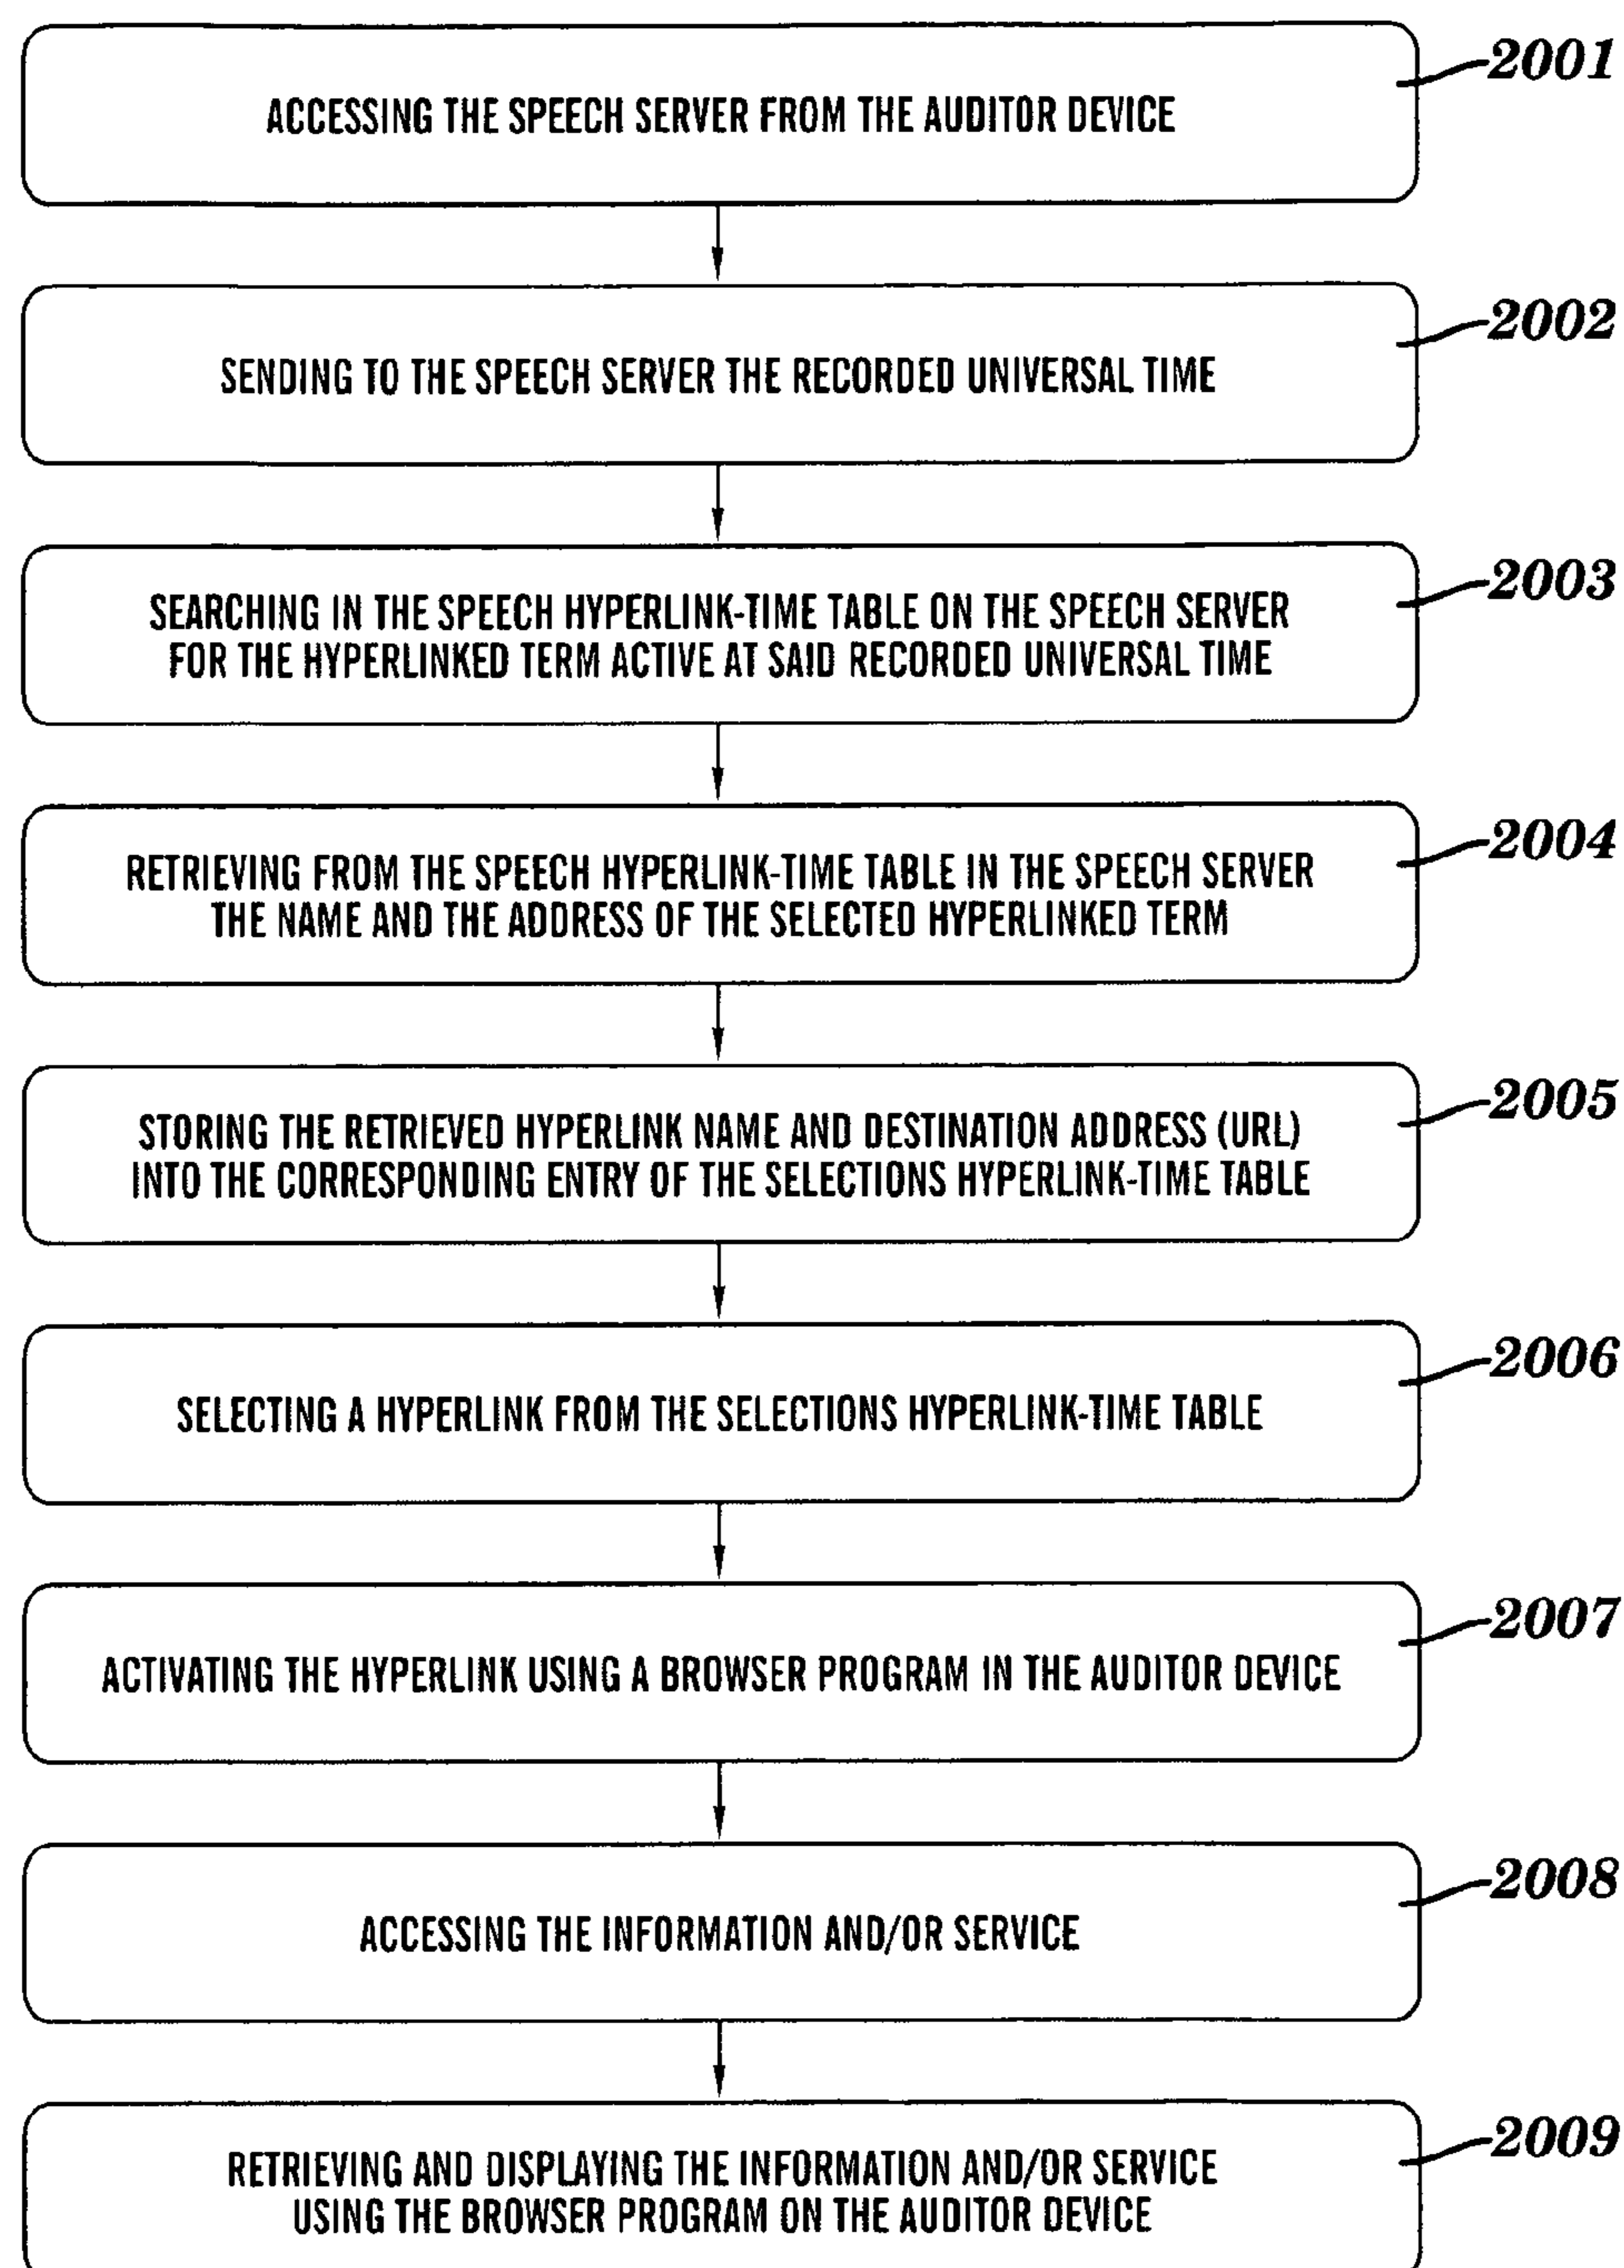 2001
ACCESSING THE SPEECH SERVER FROM THE AUDITOR DEVICE
2002
SENDING TO THE SPEECH SERVER THE RECORDED UNIVERSAL TIME
2003
SEARCHING IN THE SPEECH HYPERLINK-TIME TABLE ON THE SPEECH SERVER
FOR THE HYPERLINKED TERM ACTIVE AT SAID RECORDED UNIVERSAL TIME
2004
RETRIEVING FROM THE SPEECH HYPERLINK-TIME TABLE IN THE SPEECH SERVER
THE NAME AND THE ADDRESS OF THE SELECTED HYPERLINKED TERM
2005
STORING THE RETRIEVED HYPERLINK NAME AND DESTINATION ADDRESS (URL)
INTO THE CORRESPONDING ENTRY OF THE SELECTIONS HYPERLINK-TIME TABLE
2006
SELECTING A HYPERLINK FROM THE SELECTIONS HYPERLINK-TIME TABLE
2007
ACTIVATING THE HYPERLINK USING A BROWSER PROGRAM IN THE AUDITOR DEVICE
2008
ACCESSING THE INFORMATION AND/OR SERVICE
2009
RETRIEVING AND DISPLAYING THE INFORMATION AND/OR SERVICE
USING THE BROWSER PROGRAM ON THE AUDITOR DEVICE